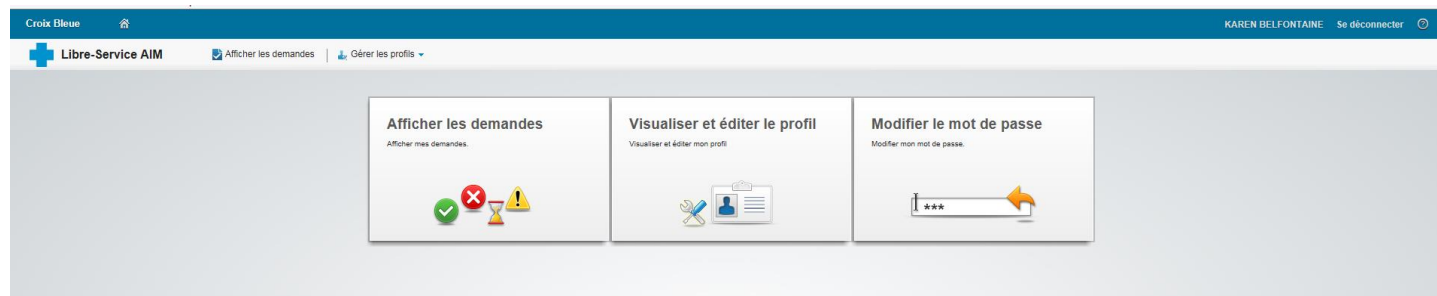 Croix Bleue
KAREN BELFONTAINE Se déconnecter ?
Libre-Service AIM
Afficher les demandes | Gérer les profils
Afficher les demandes
Afficher mes demandes.
Visualiser et éditer le profil
Visualiser et éditer mon profil
Modifier le mot de passe
Modifier mon mot de passe.
***